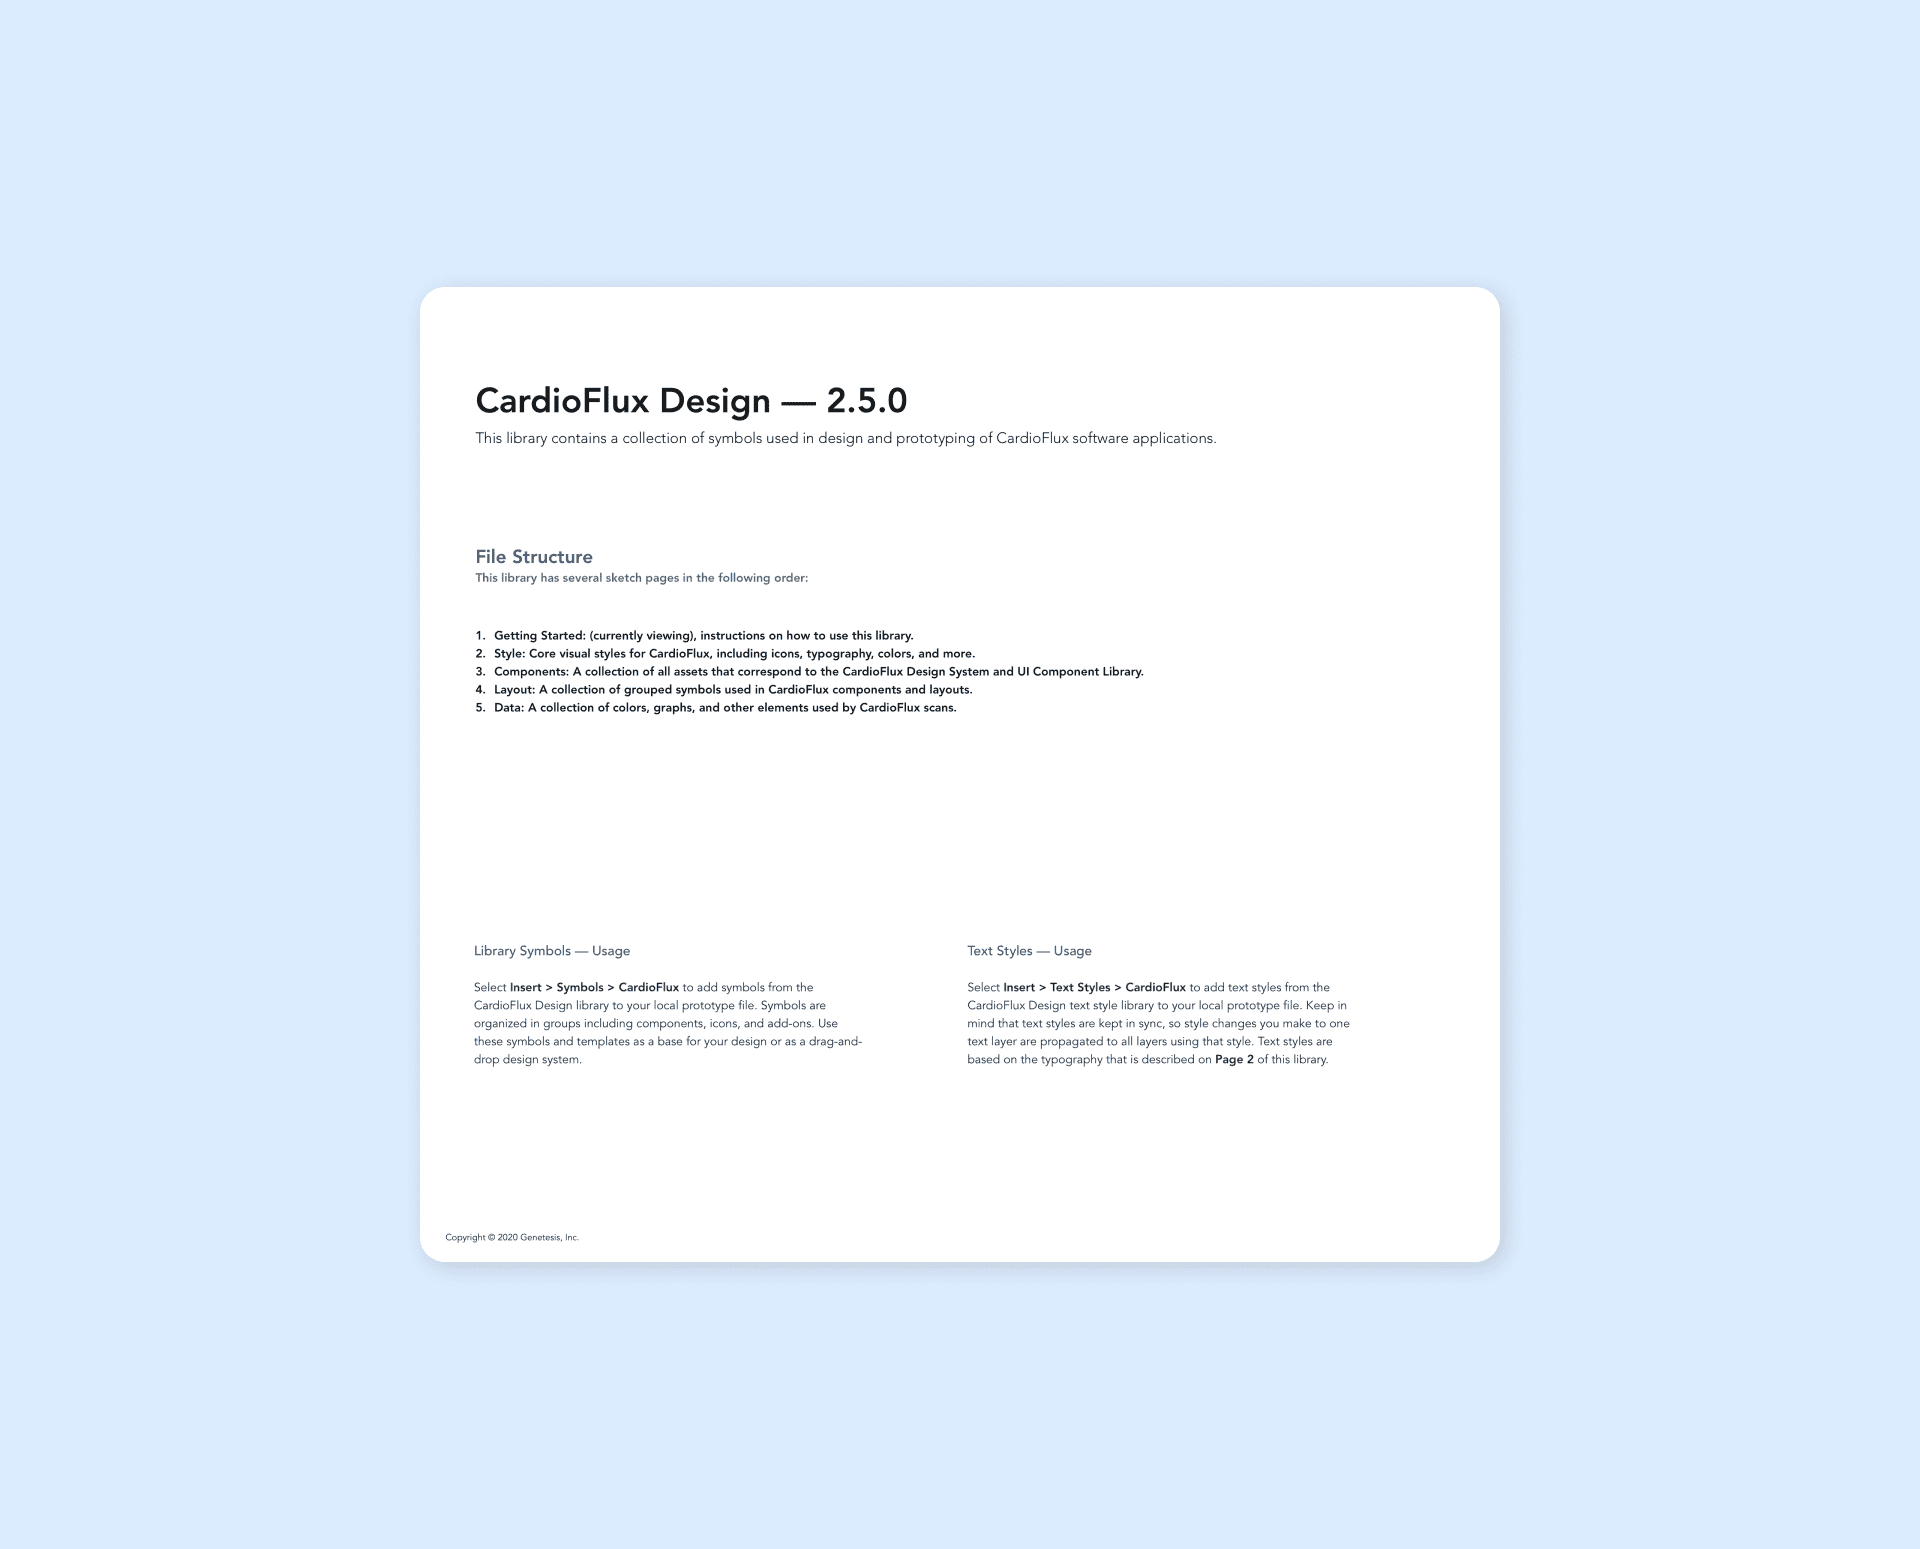 CardioFlux Design — 2.5.0
This library contains a collection of symbols used in design and prototyping of CardioFlux software applications.
File Structure
This library has several sketch pages in the following order:
1. Getting Started: (currently viewing), instructions on how to use this library.
2. Style: Core visual styles for CardioFlux, including icons, typography, colors, and more.
3. Components: A collection of all assets that correspond to the CardioFlux Design System and UI Component Library.
4. Layout: A collection of grouped symbols used in CardioFlux components and layouts.
5. Data: A collection of colors, graphs, and other elements used by CardioFlux scans.
Library Symbols — Usage
Select Insert > Symbols > CardioFlux to add symbols from the
CardioFlux Design library to your local prototype file. Symbols are
organized in groups including components, icons, and add-ons. Use
these symbols and templates as a base for your design or as a drag-and-
drop design system.
Text Styles — Usage
Select Insert > Text Styles > CardioFlux to add text styles from the
CardioFlux Design text style library to your local prototype file. Keep in
mind that text styles are kept in sync, so style changes you make to one
text layer are propagated to all layers using that style. Text styles are
based on the typography that is described on Page 2 of this library.
Copyright © 2020 Genetesis, Inc.